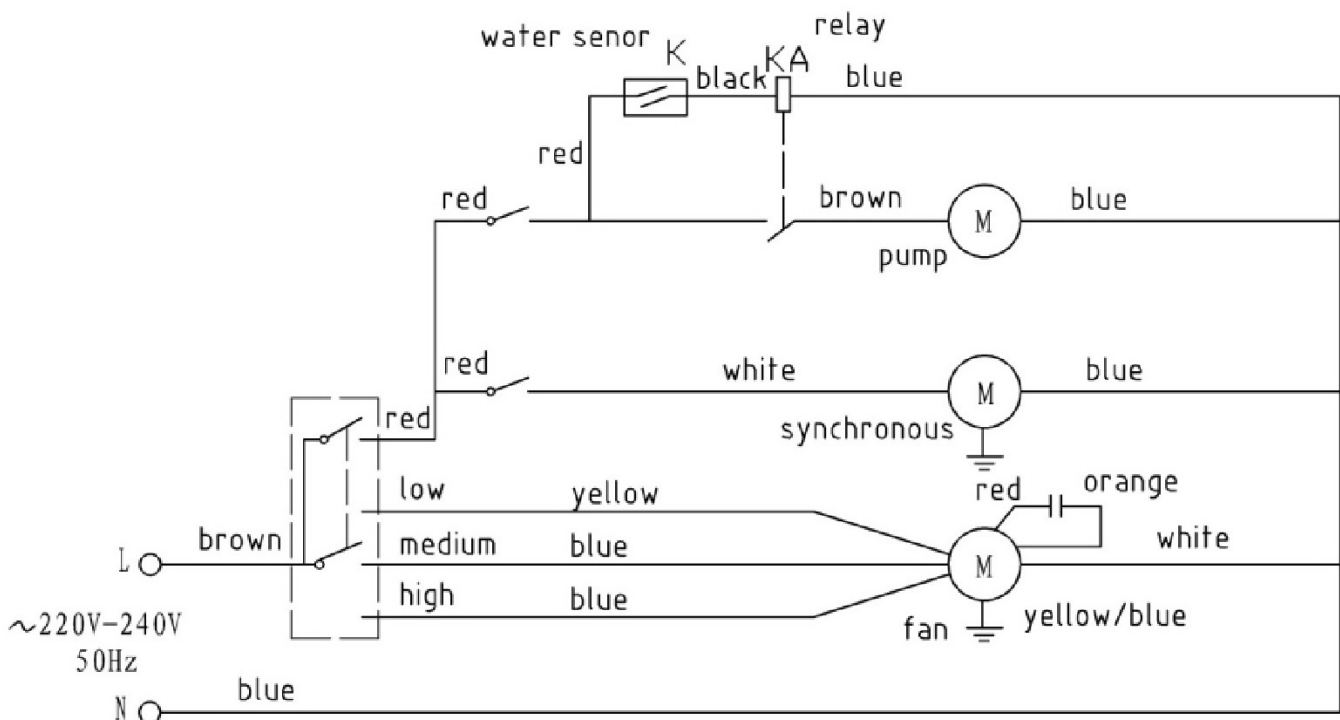 relay
water senor
K
KA
black
blue
red
red
brown
M
blue
pump
red
white
M
blue
synchronous
red
low
yellow
red
orange
brown
medium
blue
M
white
L
high
blue
fan
yellow/blue
~220V-240V
50Hz
blue
N